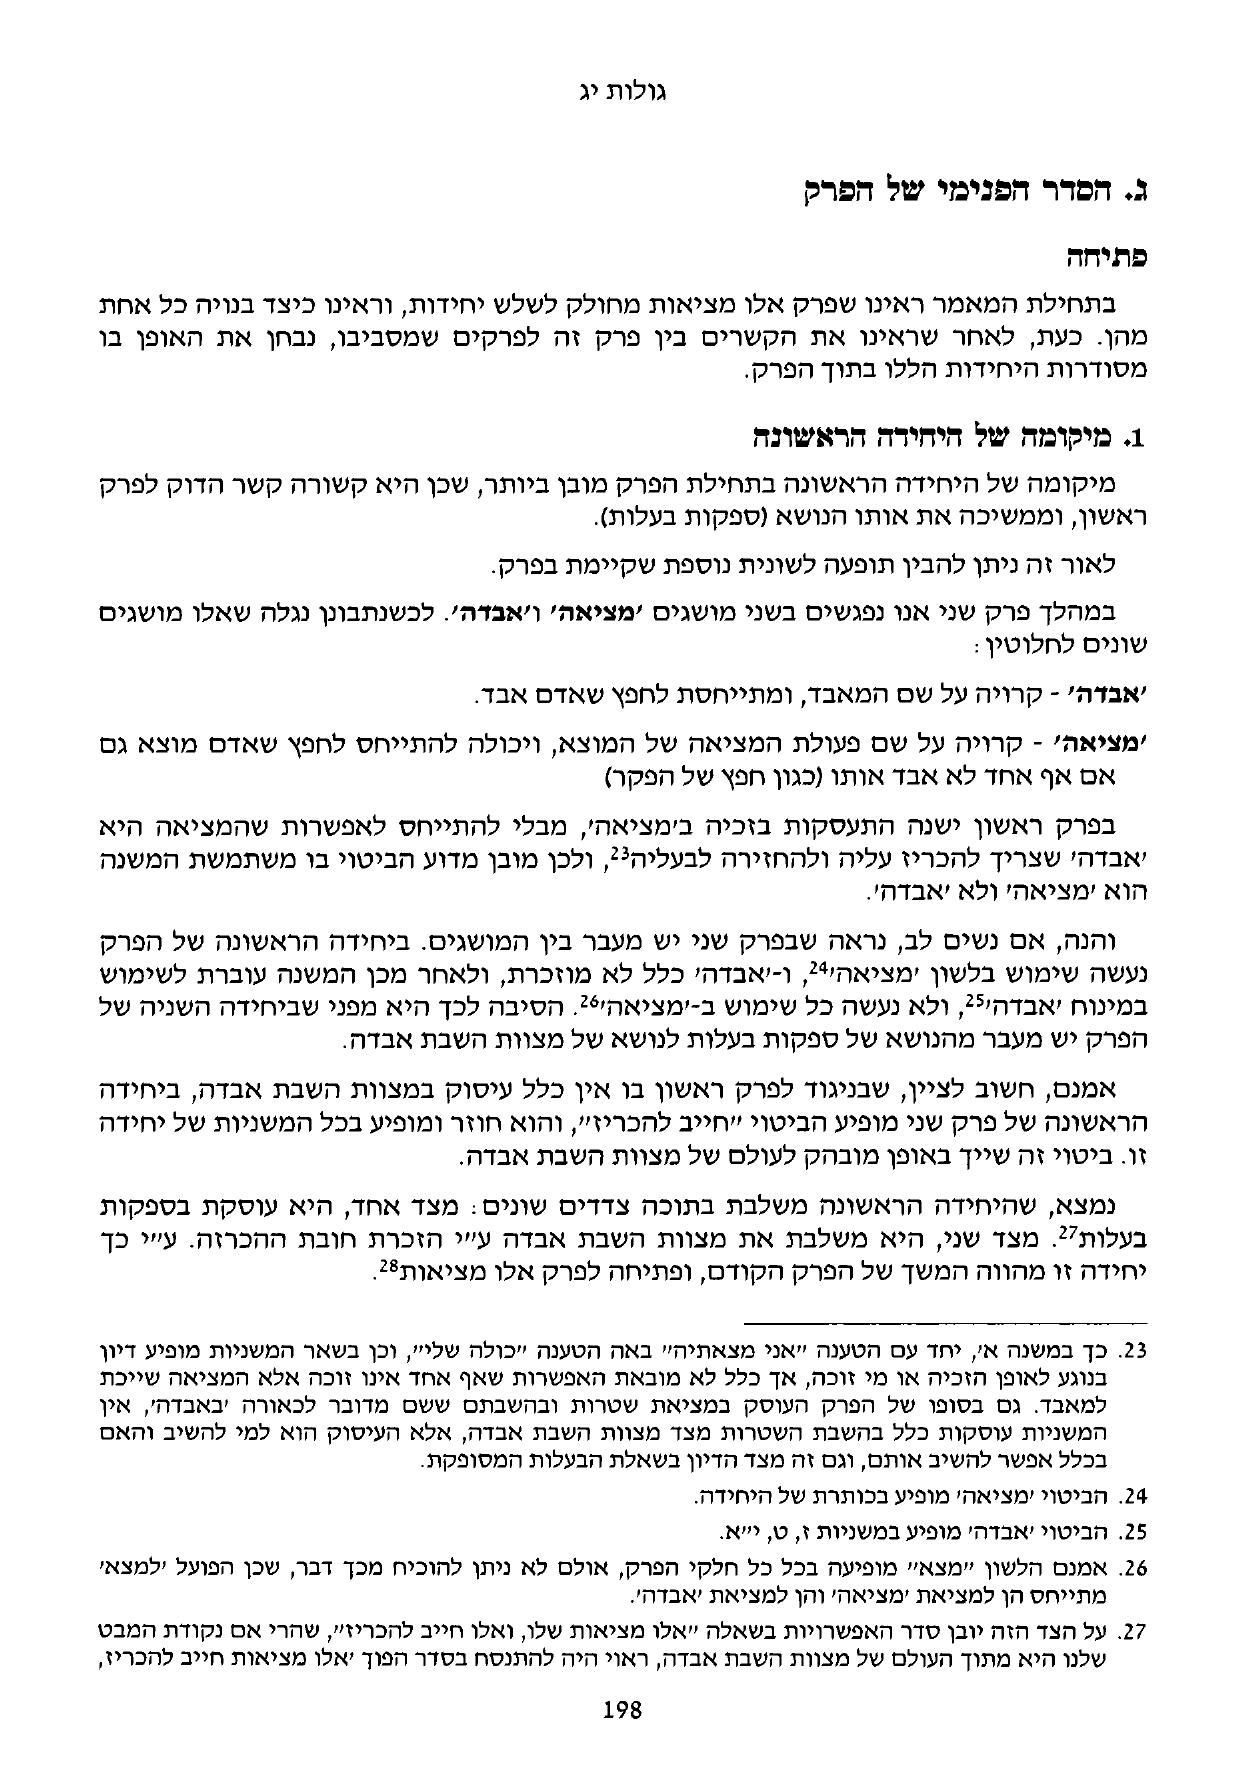 גולות יג
ג. הסדר הפנימי של הפרק
פתיחה
בתחילת המאמר ראינו שפרק אלו מציאות מחולק לשלש יחידות, וראינו כיצד בנויה כל אחת
מהן. כעת, לאחר שראינו את הקשרים בין פרק זה לפרקים שמסביבו, נבחן את האופן בו
מסודרות היחידות הללו בתוך הפרק.
1. מיקומה של היחידה הראשונה
מיקומה של היחידה הראשונה בתחילת הפרק מובן ביותר, שכן היא קשורה קשר הדוק לפרק
ראשון, וממשיכה את אותו הנושא (ספקות בעלות).
לאור זה ניתן להבין תופעה לשונית נוספת שקיימת בפרק.
במהלך פרק שני אנו נפגשים בשני מושגים 'מציאה' ו'אבדה'. לכשנתבונן נגלה שאלו מושגים
שונים לחלוטין:
'אבדה' - קרויה על שם המאבד, ומתייחסת לחפץ שאדם אבד.
'מציאה' - קרויה על שם פעולת המציאה של המוצא, ויכולה להתייחס לחפץ שאדם מוצא גם
אם אף אחד לא אבד אותו (כגון חפץ של הפקר)
בפרק ראשון ישנה התעסקות בזכיה ב'מציאה', מבלי להתייחס לאפשרות שהמציאה היא
'אבדה' שצריך להכריז עליה ולהחזירה לבעליה23, ולכן מובן מדוע הביטוי בו משתמשת המשנה
הוא 'מציאה' ולא 'אבדה'.
והנה, אם נשים לב, נראה שבפרק שני יש מעבר בין המושגים. ביחידה הראשונה של הפרק
נעשה שימוש בלשון 'מציאה'24, ו-'אבדה' כלל לא מוזכרת, ולאחר מכן המשנה עוברת לשימוש
במינוח 'אבדה'25, ולא נעשה כל שימוש ב-'מציאה'26. הסיבה לכך היא מפני שביחידה השניה של
הפרק יש מעבר מהנושא של ספקות בעלות לנושא של מצוות השבת אבדה.
אמנם, חשוב לציין, שבניגוד לפרק ראשון בו אין כלל עיסוק במצוות השבת אבדה, ביחידה
הראשונה של פרק שני מופיע הביטוי "חייב להכריז", והוא חוזר ומופיע בכל המשניות של יחידה
זו. ביטוי זה שייך באופן מובהק לעולם של מצוות השבת אבדה.
נמצא, שהיחידה הראשונה משלבת בתוכה צדדים שונים: מצד אחד, היא עוסקת בספקות
בעלות27. מצד שני, היא משלבת את מצוות השבת אבדה ע"י הזכרת חובת ההכרזה. ע"י כך
יחידה זו מהווה המשך של הפרק הקודם, ופתיחה לפרק אלו מציאות28.
23. כך במשנה א', יחד עם הטענה "אני מצאתיה" באה הטענה "כולה שלי", וכן בשאר המשניות מופיע דיון
בנוגע לאופן הזכיה או מי זוכה, אך כלל לא מובאת האפשרות שאף אחד אינו זוכה אלא המציאה שייכת
למאבד. גם בסופו של הפרק העוסק במציאת שטרות ובהשבתם ששם מדובר לכאורה 'באבדה', אין
המשניות עוסקות כלל בהשבת השטרות מצד מצוות השבת אבדה, אלא העיסוק הוא למי להשיב והאם
בכלל אפשר להשיב אותם, וגם זה מצד הדיון בשאלת הבעלות המסופקת.
24. הביטוי 'מציאה' מופיע בכותרת של היחידה.
25. הביטוי 'אבדה' מופיע במשניות ז, ט, י"א.
26. אמנם הלשון "מצא" מופיעה בכל כל חלקי הפרק, אולם לא ניתן להוכיח מכך דבר, שכן הפועל 'למצא'
מתייחס הן למציאת 'מציאה' והן למציאת 'אבדה'.
27. על הצד הזה יובן סדר האפשרויות בשאלה "אלו מציאות שלו, ואלו חייב להכריז", שהרי אם נקודת המבט
שלנו היא מתוך העולם של מצוות השבת אבדה, ראוי היה להתנסח בסדר הפוך 'אלו מציאות חייב להכריז,
198